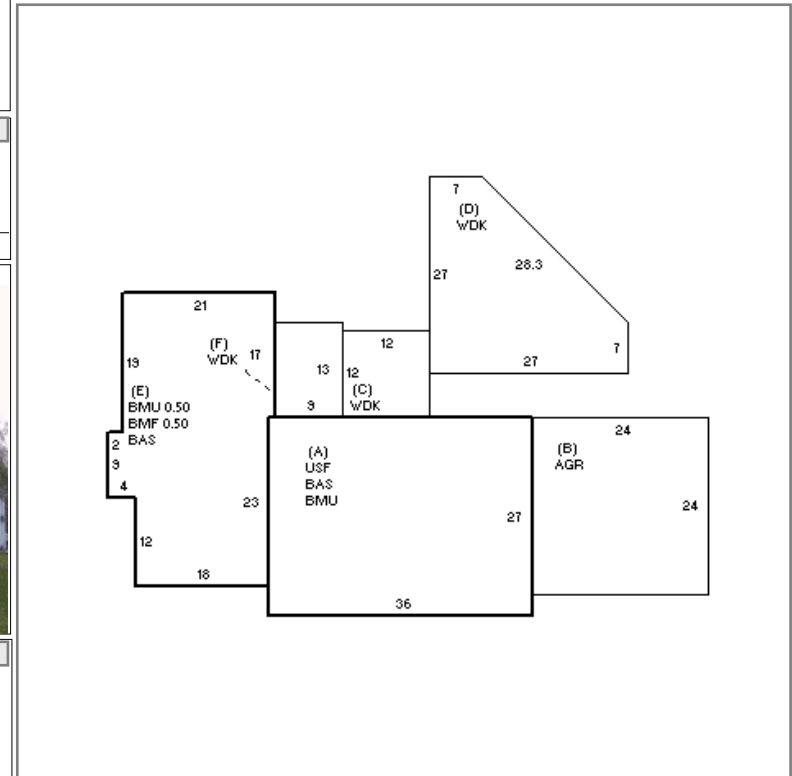 7
(D)
WDK
28.3
27
21
(F)
WDK
17
12
7
27
19
13
12
(E)
BMU 0.50
BMF 0.50
BAS
(C)
WDK
9
2
9
4
24
(A)
USF
BAS
BMU
(B)
AGR
23
27
24
12
18
36